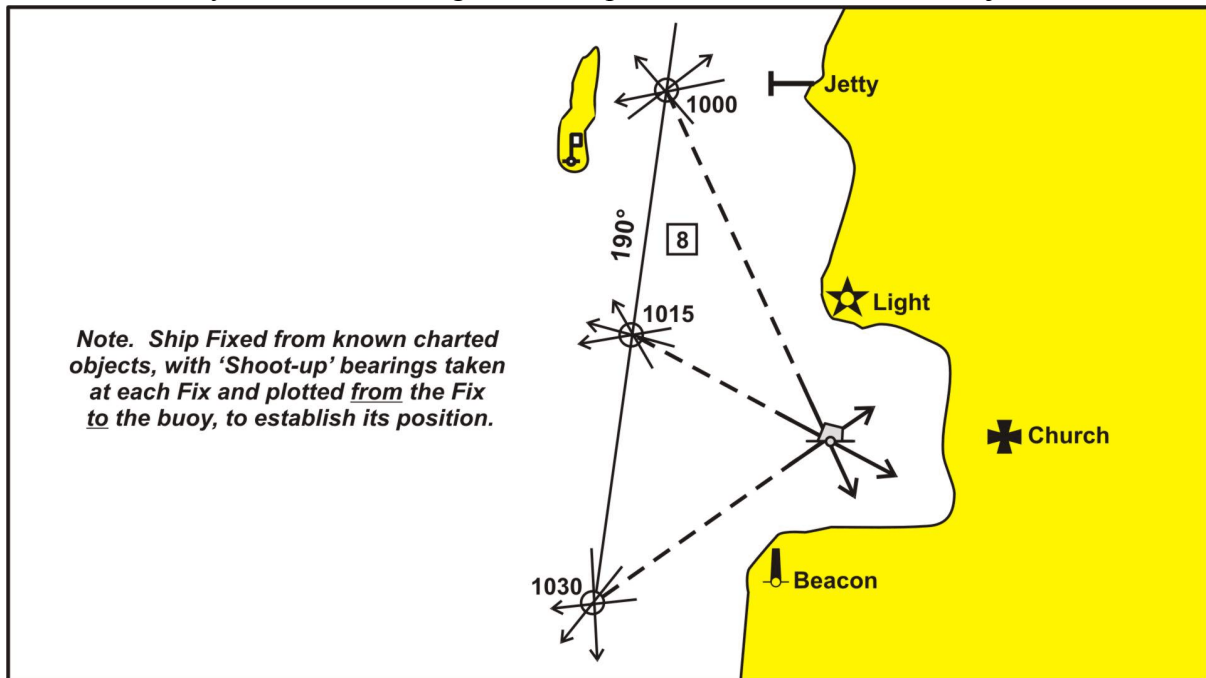 Jetty
1000
190°
8
Light
1015
Note. Ship Fixed from known charted
objects, with ‘Shoot-up’ bearings taken
at each Fix and plotted from the Fix
to the buoy, to establish its position.
Church
1030
Beacon